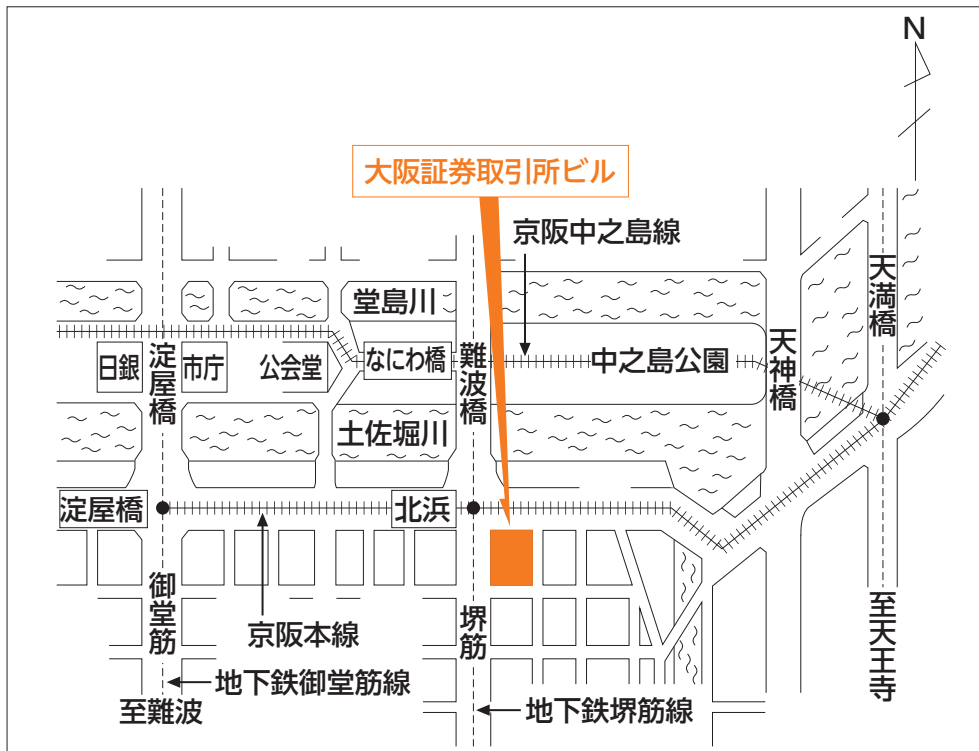 N
大阪証券取引所ビル
京阪中之島線
天満橋
堂島川
日銀
淀屋橋
市庁
公会堂
なにわ橋
難波橋
中之島公園
天神橋
土佐堀川
淀屋橋
北浜
御堂筋
京阪本線
堺筋
至天王寺
地下鉄御堂筋線
至難波
地下鉄堺筋線